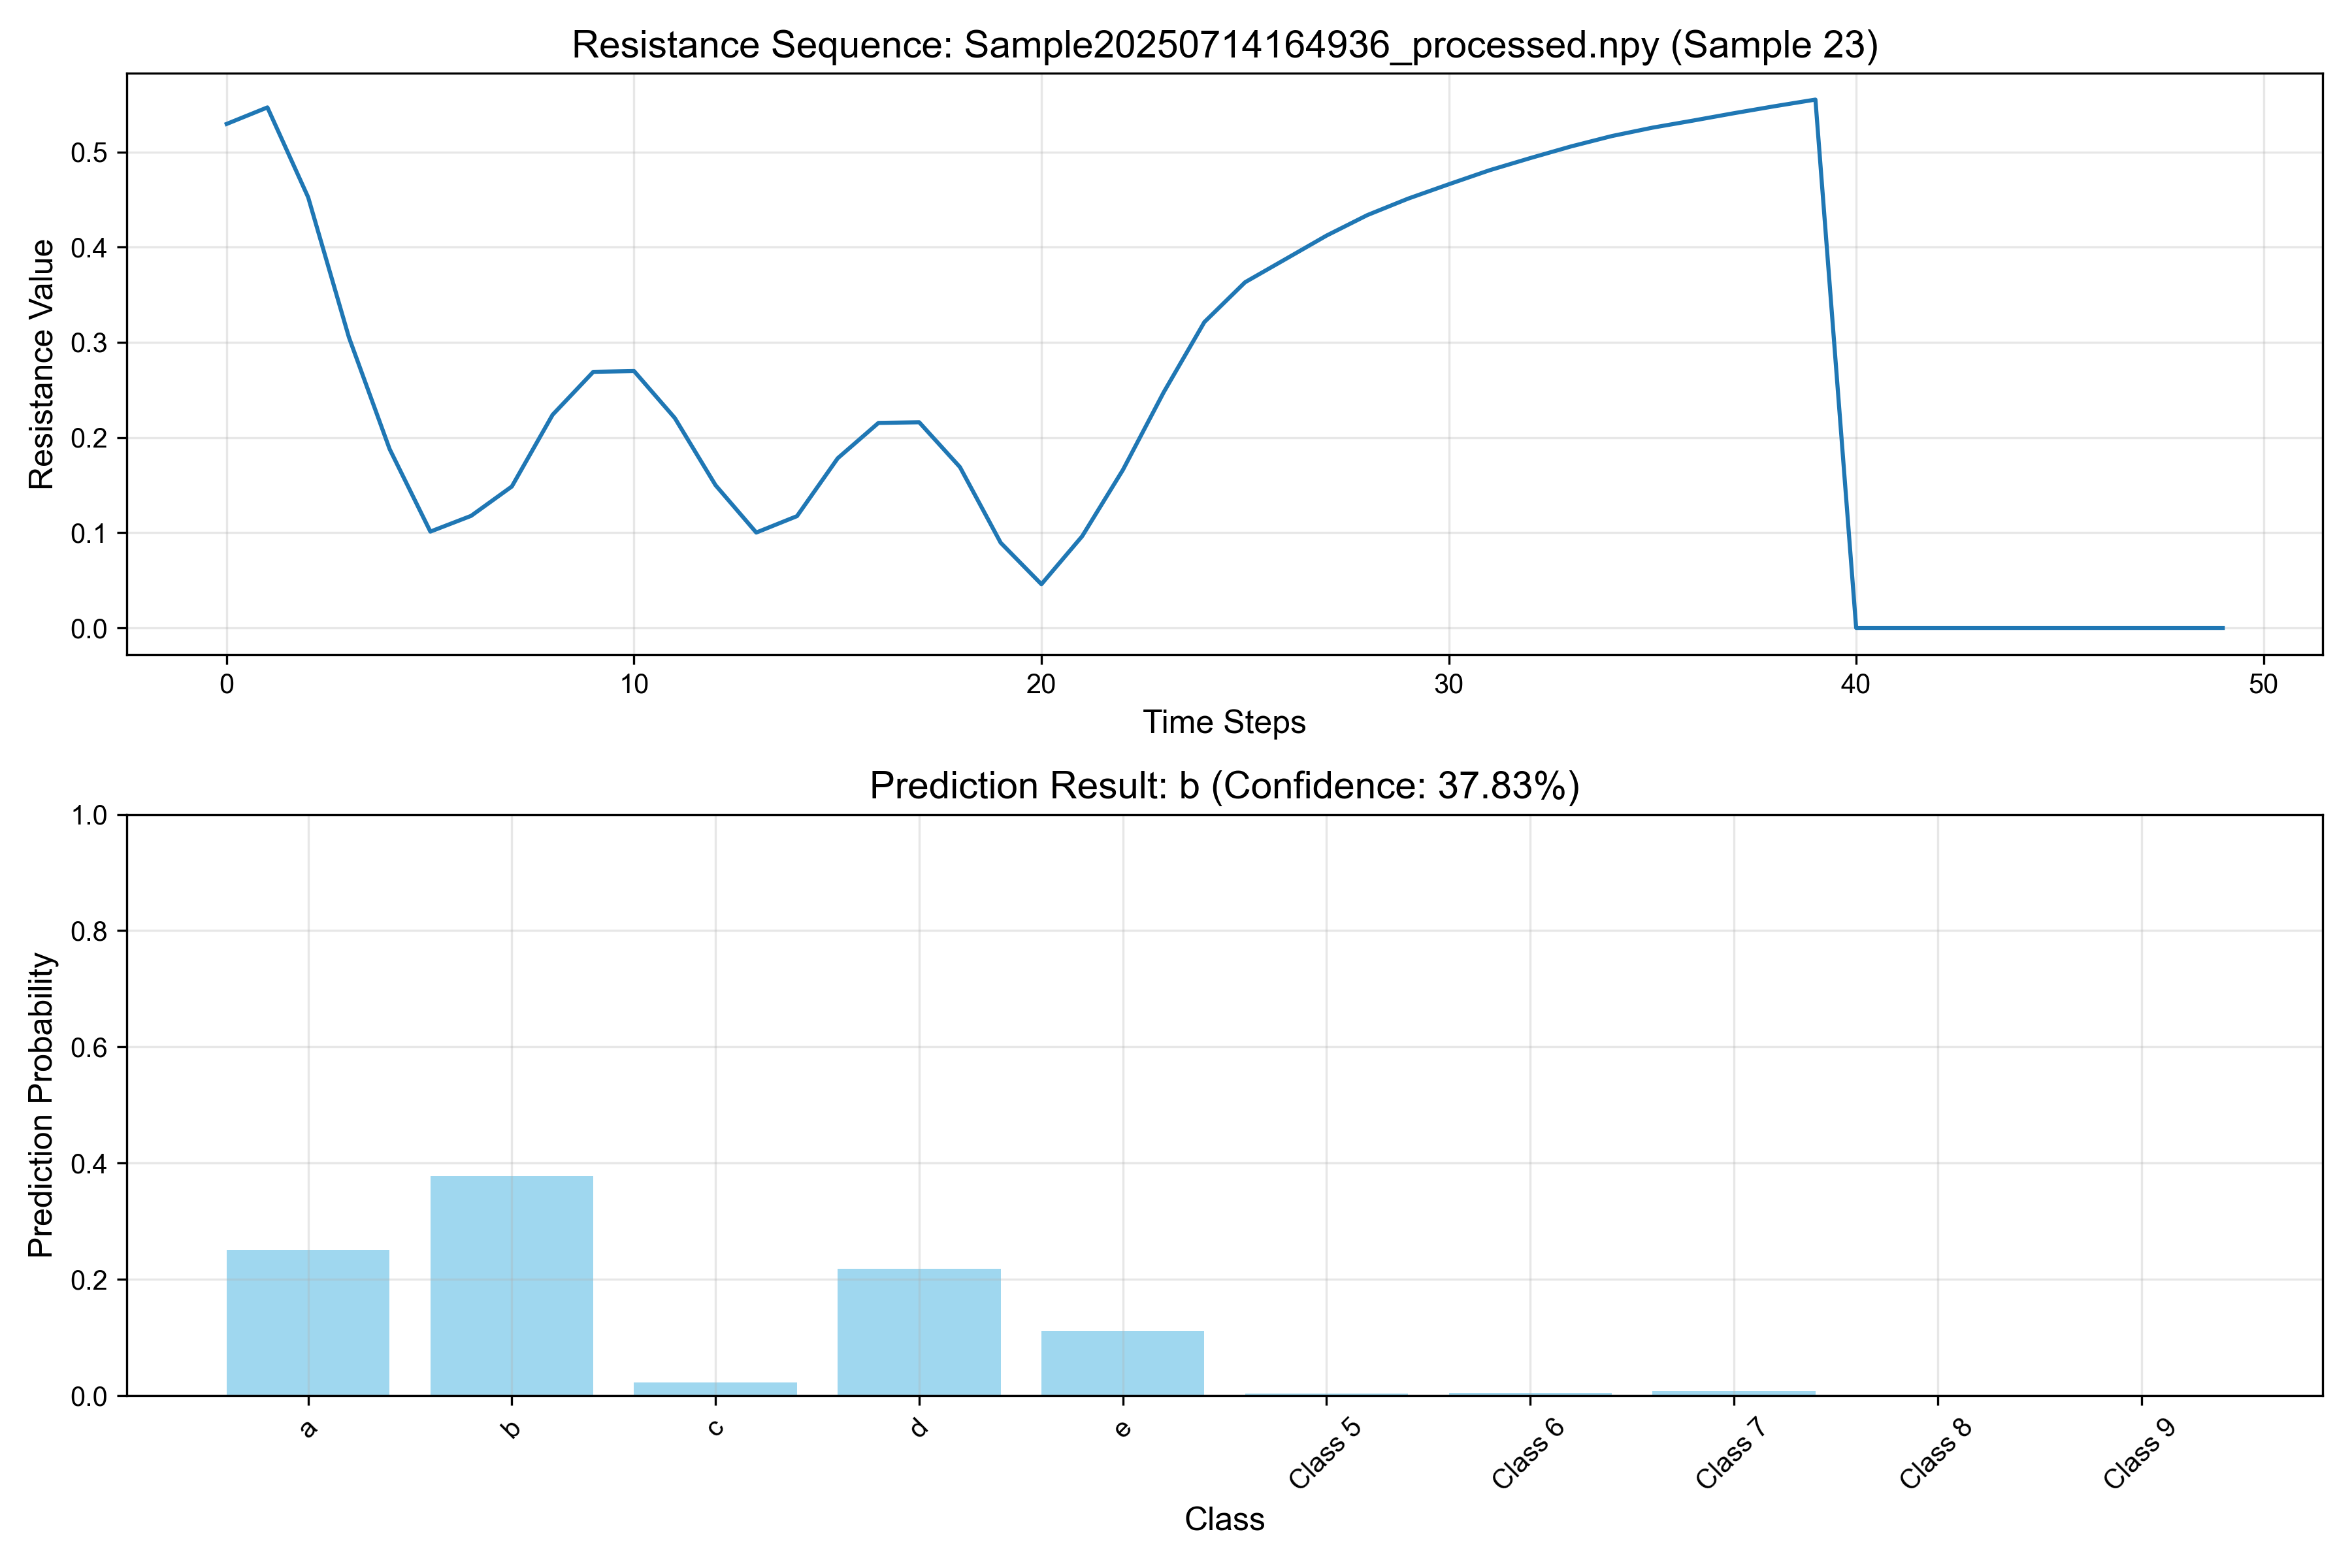 Resistance Sequence: Sample20250714164936_processed.npy (Sample 23)
Resistance Value
0.5
0.4
0.3
0.2
0.1
0.0
0 10 20 30 40 50
Time Steps
Prediction Result: b (Confidence: 37.83%)
Prediction Probability
1.0
0.8
0.6
0.4
0.2
0.0
a b c d e Class 5 Class 6 Class 7 Class 8 Class 9
Class